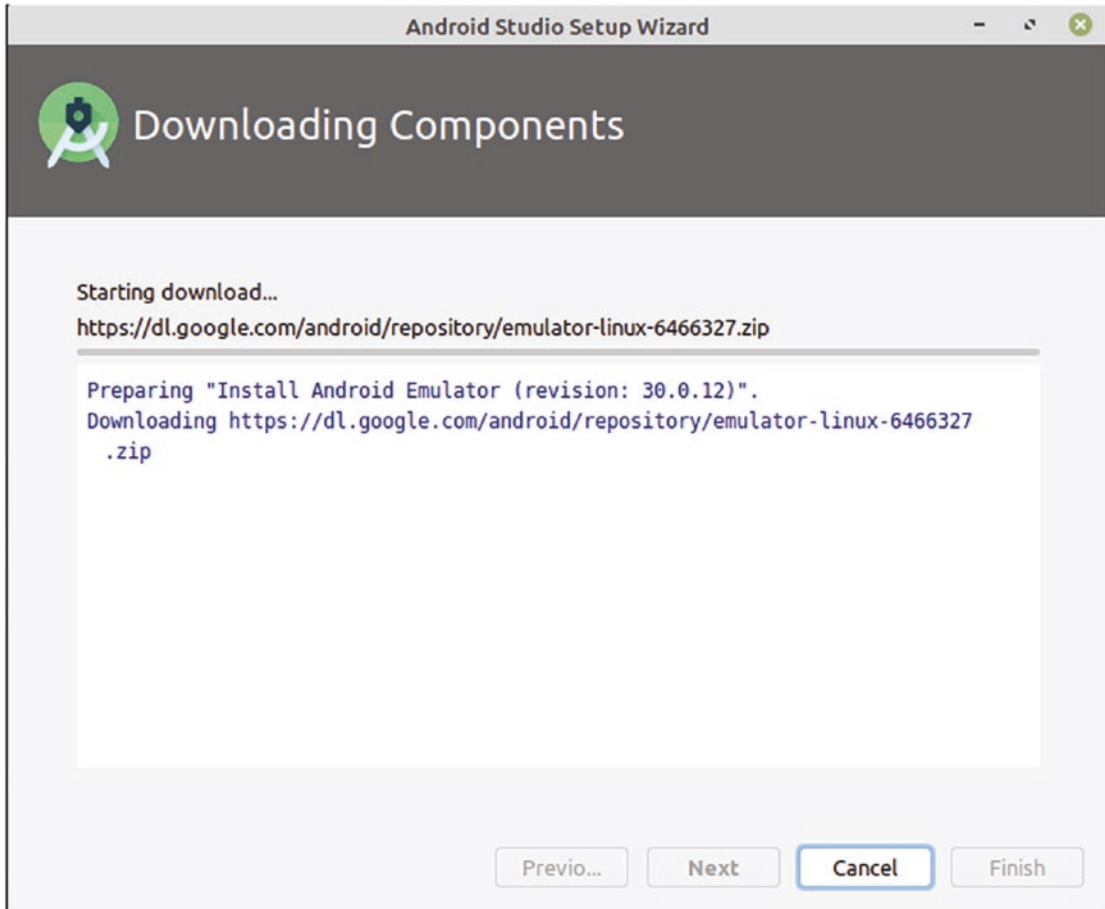 Android Studio Setup Wizard
Downloading Components
Starting download...
https://dl.google.com/android/repository/emulator-linux-6466327.zip
Preparing "Install Android Emulator (revision: 30.0.12)".
Downloading https://dl.google.com/android/repository/emulator-linux-6466327
.zip
Previo...
Next
Cancel
Finish